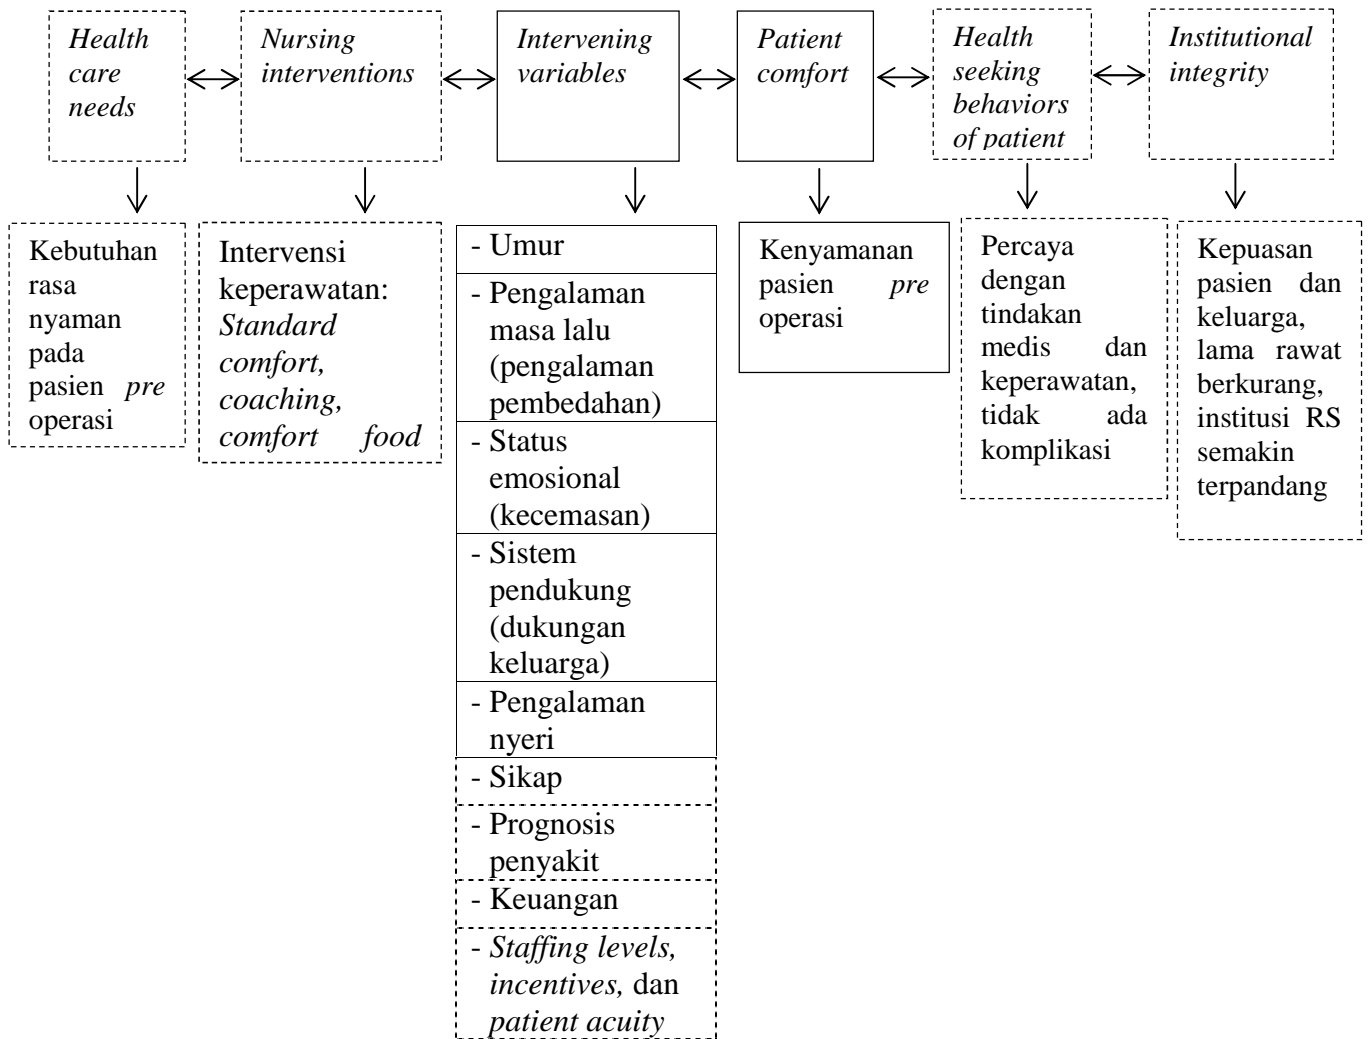 Health
care
needs
Nursing
interventions
Intervening
variables
Patient
comfort
Health
seeking
behaviors
of patient
Institutional
integrity
Kebutuhan
rasa
nyaman
pada
pasien pre
operasi
Intervensi
keperawatan:
Standard
comfort,
coaching,
comfort food
- Umur
- Pengalaman
masa lalu
(pengalaman
pembedahan)
- Status
emosional
(kecemasan)
- Sistem
pendukung
(dukungan
keluarga)
- Pengalaman
nyeri
- Sikap
- Prognosis
penyakit
- Keuangan
- Staffing levels,
incentives, dan
patient acuity
Kenyamanan
pasien pre
operasi
Percaya
dengan
tindakan
medis dan
keperawatan,
tidak ada
komplikasi
Kepuasan
pasien dan
keluarga,
lama rawat
berkurang,
institusi RS
semakin
terpandang